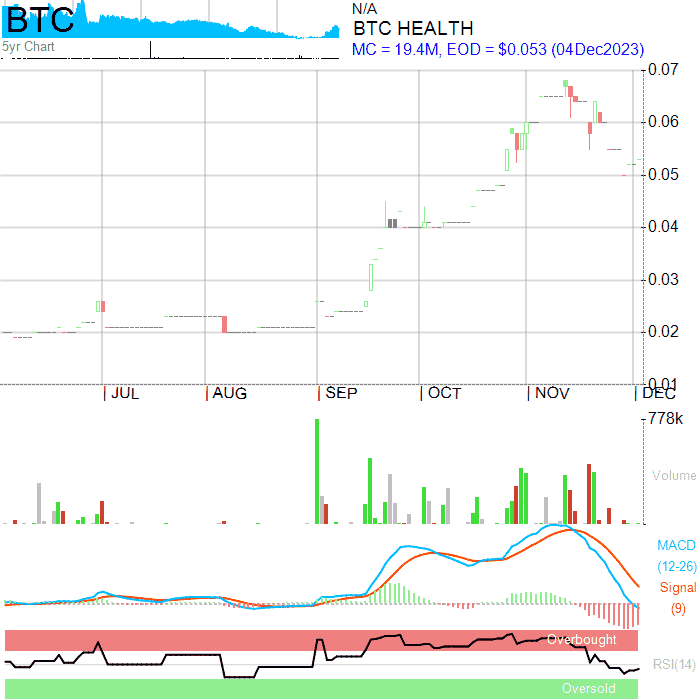 BTC
5yr Chart
N/A
BTC HEALTH
MC = 19.4M, EOD = $0.053 (04Dec2023)
0.07
0.06
0.05
0.04
0.03
0.02
0.01
JUL AUG SEP OCT NOV DEC
778k
Volume
MACD
(12-26)
Signal
(9)
Overbought
RSI(14)
Oversold